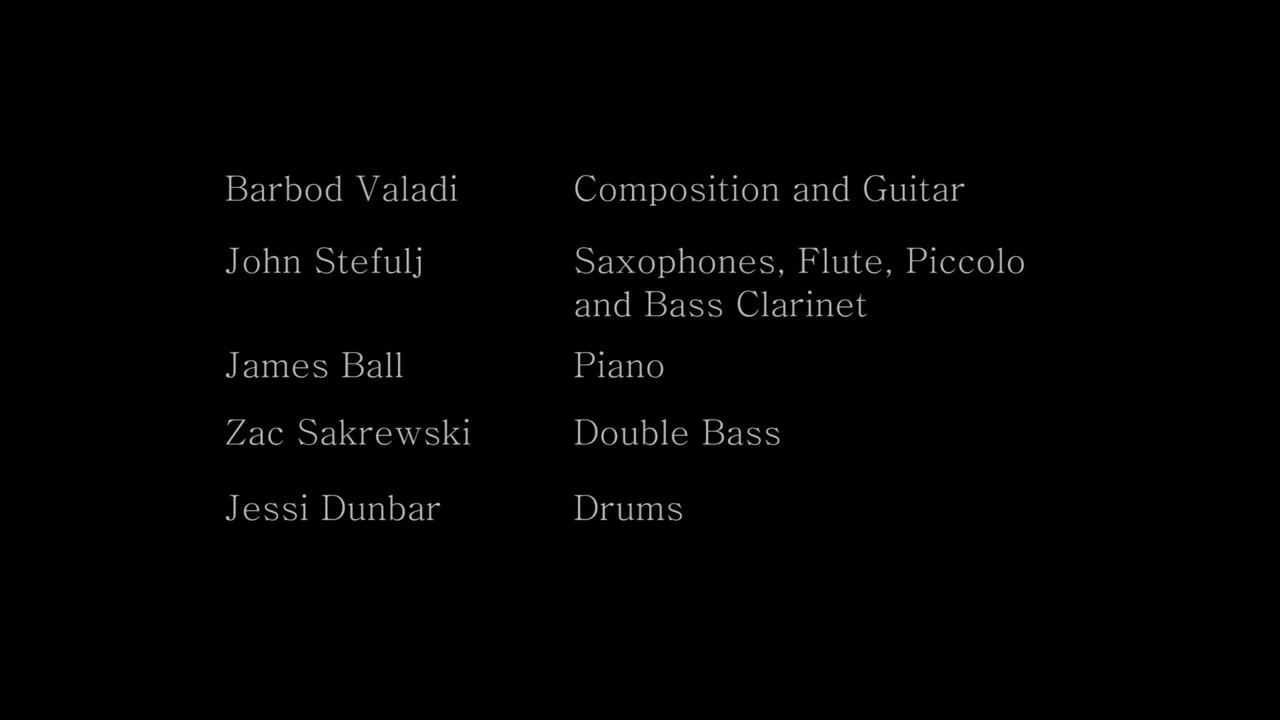 Barbod Valadi Composition and Guitar
John Stefulj Saxophones, Flute, Piccolo
and Bass Clarinet
James Ball Piano
Zac Sakrewski Double Bass
Jessi Dunbar Drums